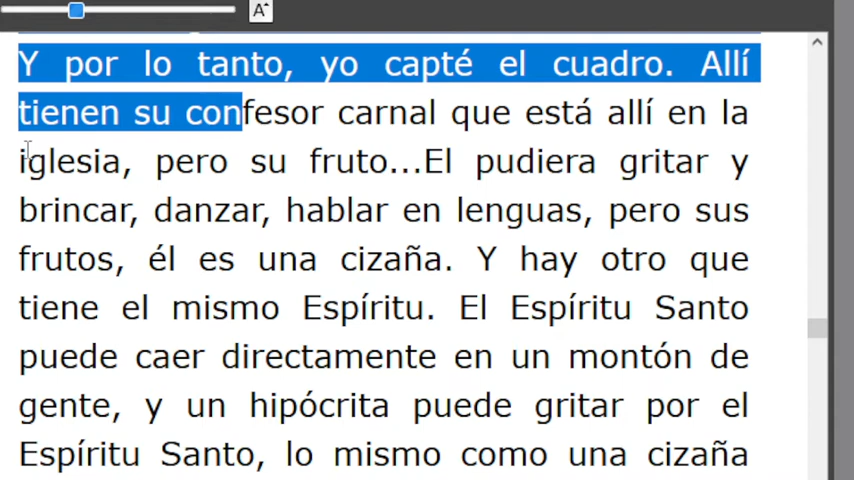 A
Y por lo tanto, yo capté el cuadro. Allí
tienen su confesor carnal que está allí en la
iglesia, pero su fruto...El pudiera gritar y
brincar, danzar, hablar en lenguas, pero sus
frutos, él es una cizaña. Y hay otro que
tiene el mismo Espíritu. El Espíritu Santo
puede caer directamente en un montón de
gente, y un hipócrita puede gritar por el
Espíritu Santo, lo mismo como una cizaña